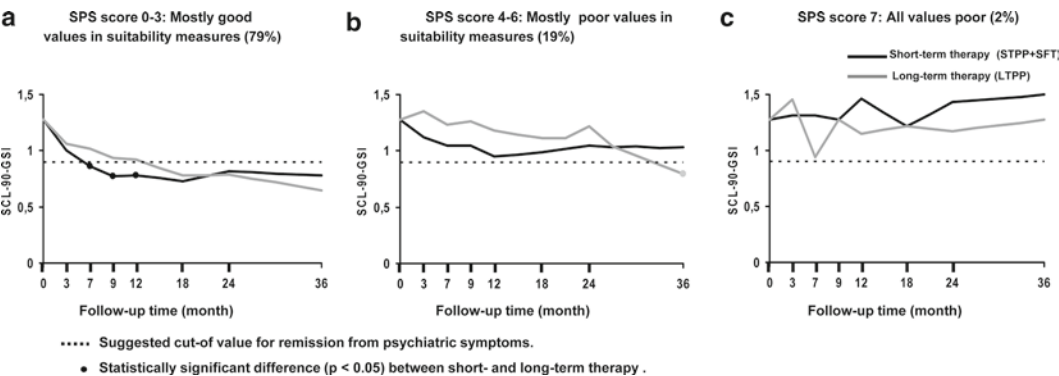 a
SPS score 0-3: Mostly good
values in suitability measures (79%)
SCL-90-GSI
1,5
1
0,5
0
0 3 7 9 12 18 24 36
Follow-up time (month)
b
SPS score 4-6: Mostly poor values in
suitability measures (19%)
SCL-90-GSI
1,5
1
0,5
0
0 3 7 9 12 18 24 36
Follow-up time (month)
c
SPS score 7: All values poor (2%)
Short-term therapy (STPP+SFT)
Long-term therapy (LTPP)
SCL-90-GSI
1,5
1
0,5
0
0 3 7 9 12 18 24 36
Follow-up time (month)
Suggested cut-of value for remission from psychiatric symptoms.
Statistically significant difference (p < 0.05) between short- and long-term therapy .